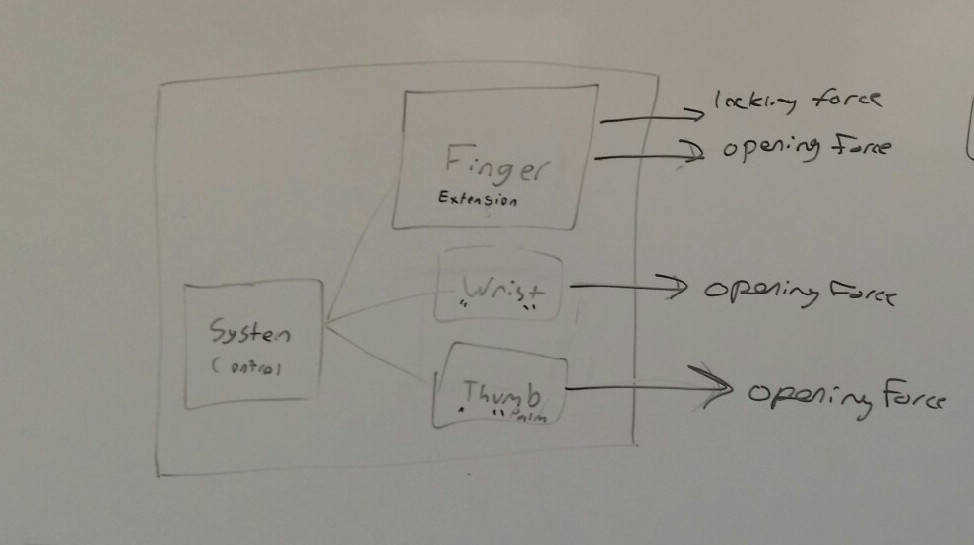 locking force
opening Force
Finger
Extension
Wrist
" "
opening Force
System
Control
Thumb
" Palm
opening Force